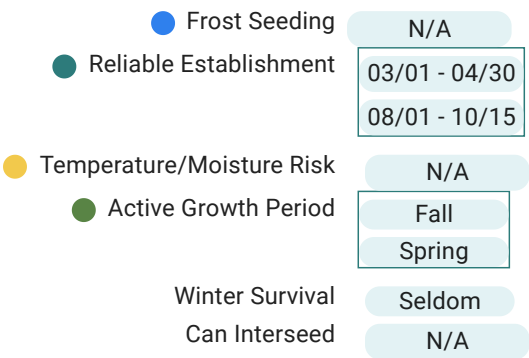 Frost Seeding N/A
Reliable Establishment 03/01 - 04/30
08/01 - 10/15
Temperature/Moisture Risk N/A
Active Growth Period Fall
Spring
Winter Survival Seldom
Can Interseed N/A